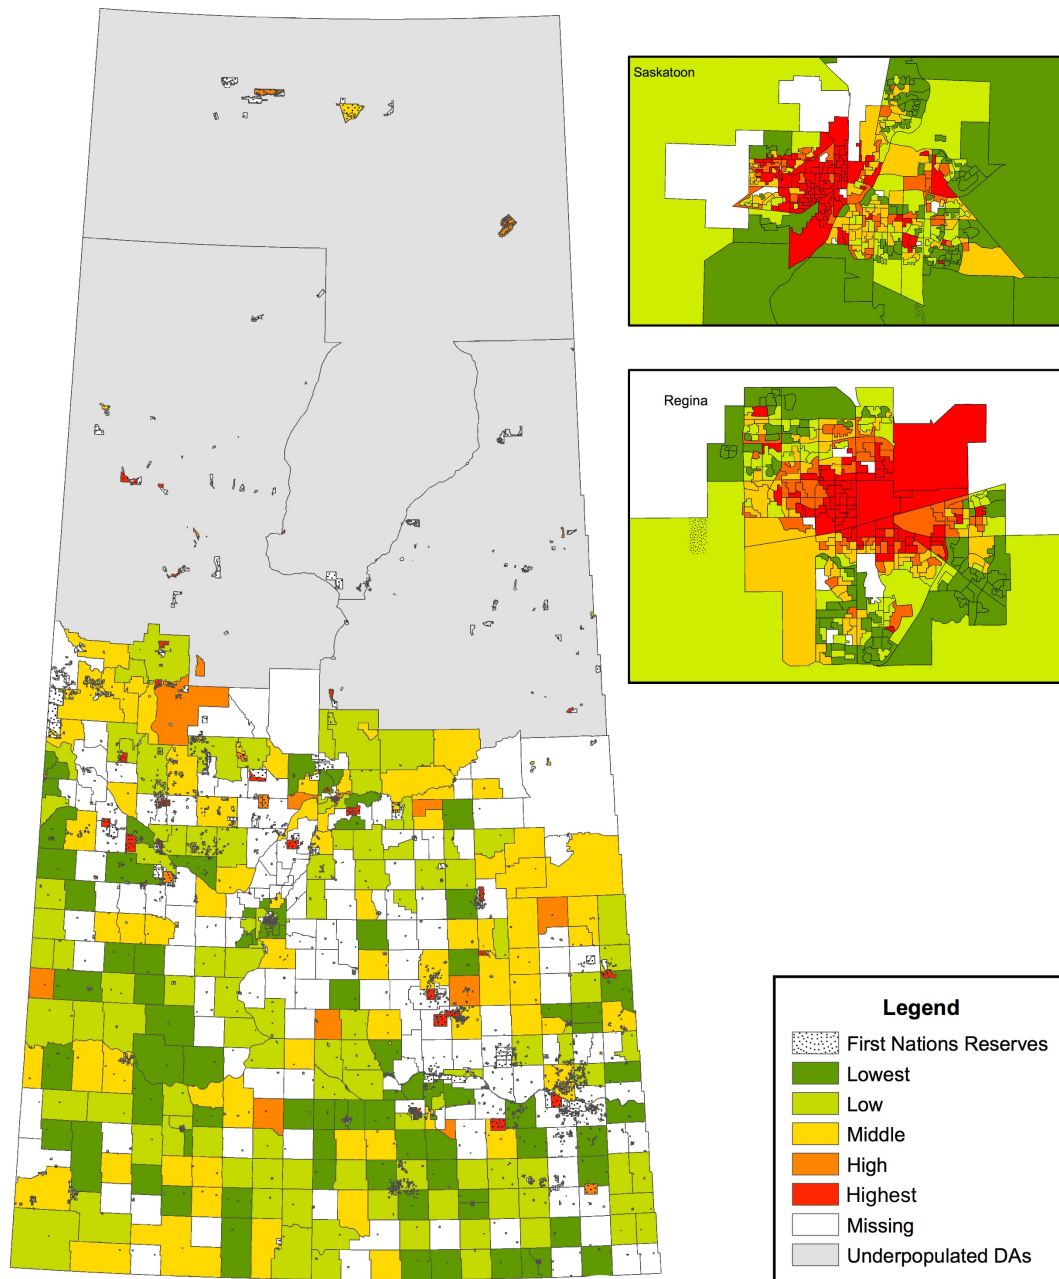 Saskatoon
Regina
Legend
First Nations Reserves
Lowest
Low
Middle
High
Highest
Missing
Underpopulated DAs